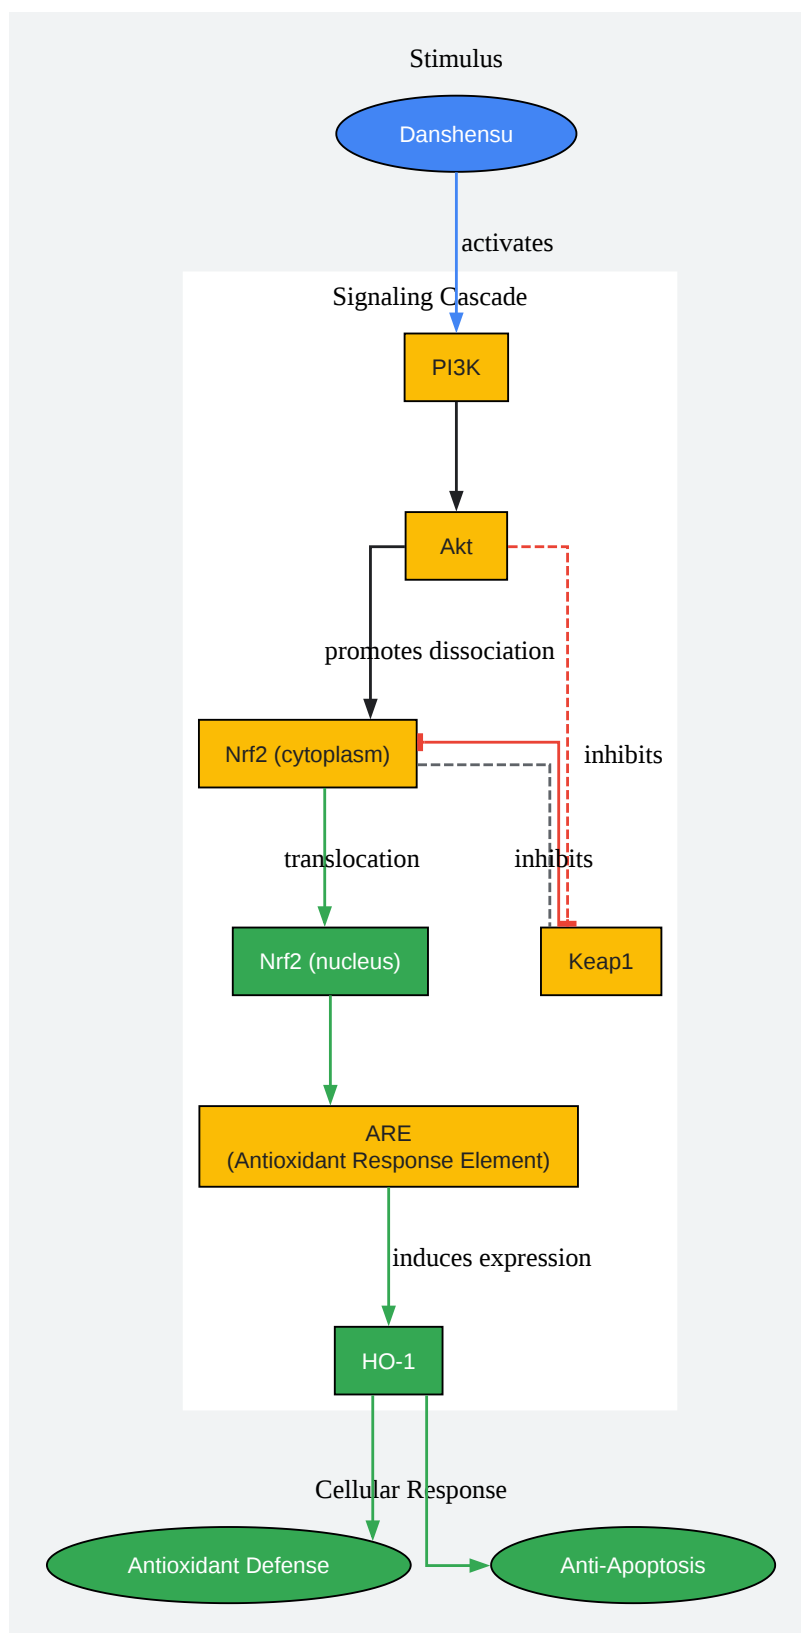 Stimulus
Danshensu
activates
Signaling Cascade
PI3K
Akt
promotes dissociation
Nrf2 (cytoplasm)
inhibits
translocation
inhibits
Nrf2 (nucleus)
Keap1
ARE
(Antioxidant Response Element)
induces expression
HO-1
Cellular Response
Antioxidant Defense
Anti-Apoptosis